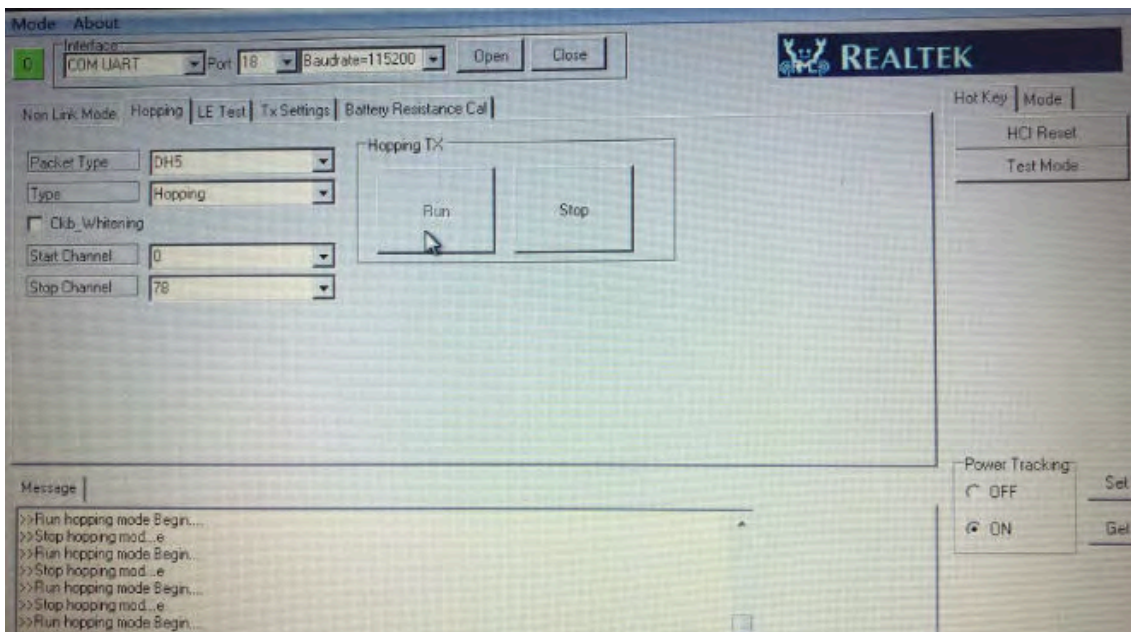 Mode About
Interface
0 COM UART Port 18 Baudrate=115200 Open Close
REALTEK
Non Link Mode Hopping LE Test Tx Settings Battery Resistance Cal
Hot Key Mode
HCI Reset
Test Mode
Packet Type DH5
Type Hopping
Ckb_Whitening
Start Channel 0
Stop Channel 78
Hopping TX
Run Stop
Power Tracking
OFF
ON
Set
Get
Message
>>Run hopping mode Begin....
>>Stop hopping mod...e
>>Run hopping mode Begin....
>>Stop hopping mod...e
>>Run hopping mode Begin....
>>Stop hopping mod...e
>>Run hopping mode Begin....